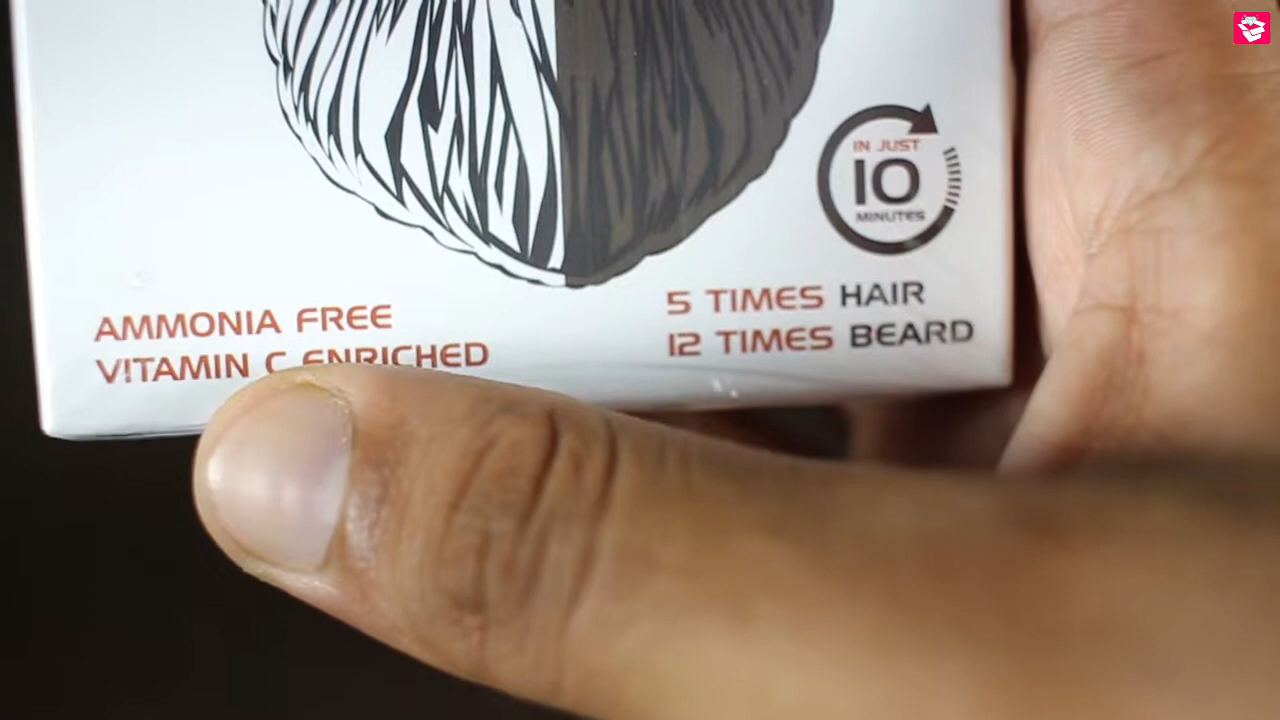 IN JUST
10
MINUTES
AMMONIA FREE
VITAMIN C ENRICHED
5 TIMES HAIR
12 TIMES BEARD